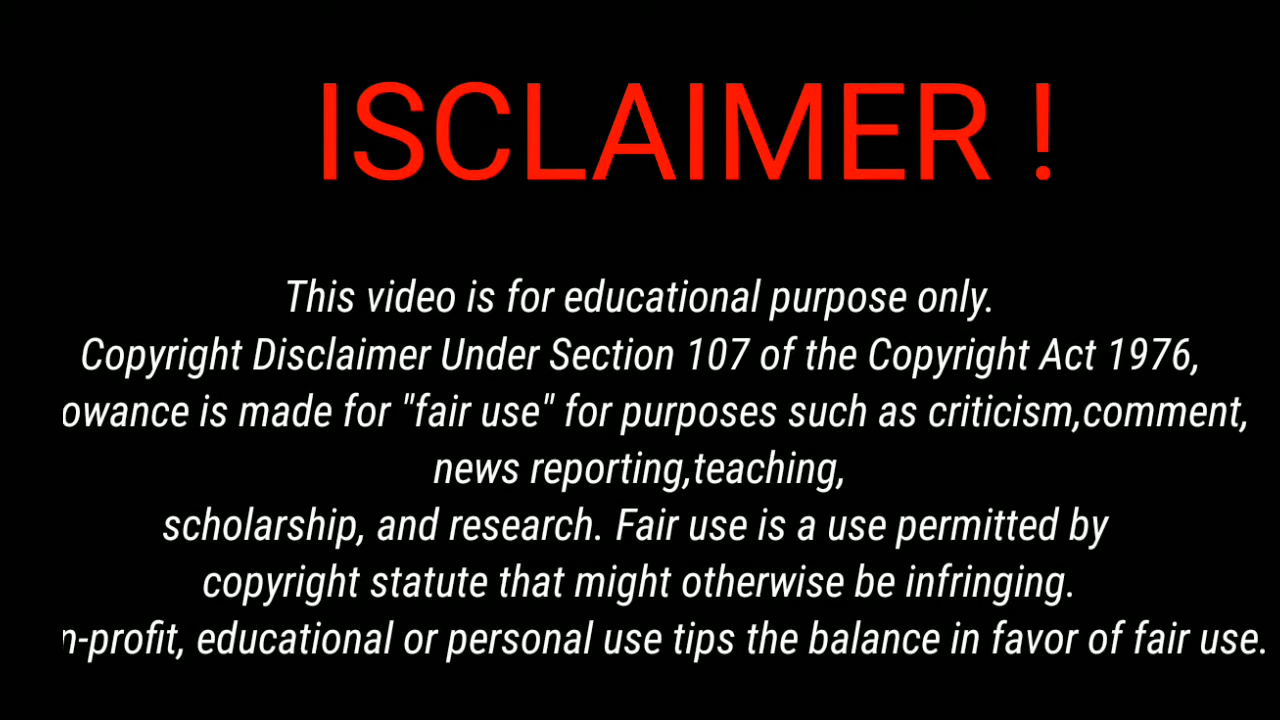 ISCLAIMER !
This video is for educational purpose only.
Copyright Disclaimer Under Section 107 of the Copyright Act 1976,
owance is made for "fair use" for purposes such as criticism,comment,
news reporting,teaching,
scholarship, and research. Fair use is a use permitted by
copyright statute that might otherwise be infringing.
n-profit, educational or personal use tips the balance in favor of fair use.